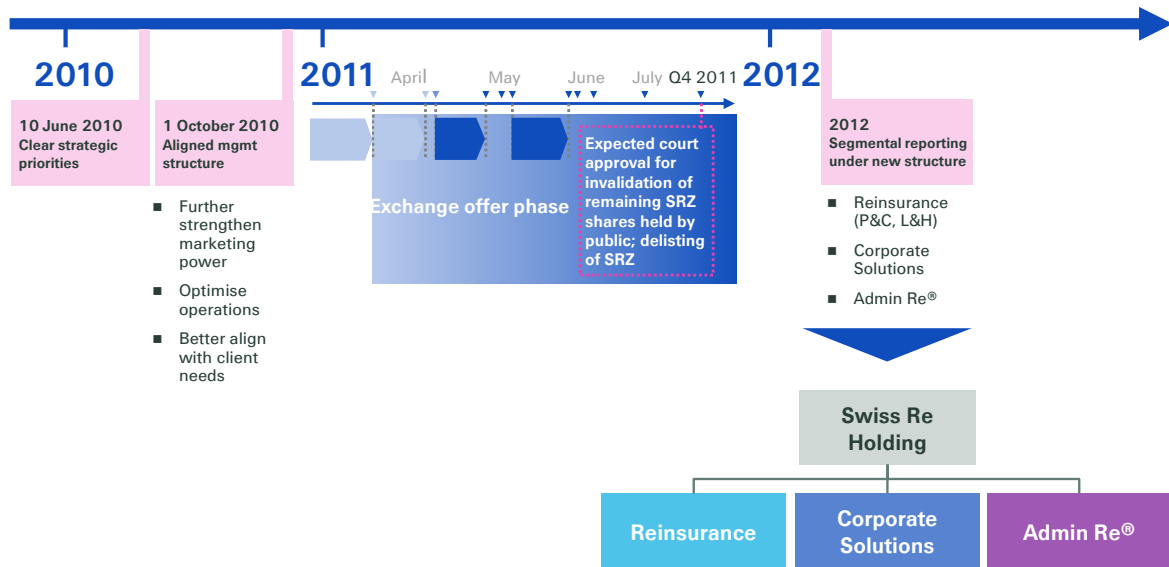 2010
2011
April
May
June
July
Q4 2011
2012
10 June 2010
Clear strategic
priorities
1 October 2010
Aligned mgmt
structure
■ Further
strengthen
marketing
power
■ Optimise
operations
■ Better align
with client
needs
Exchange offer phase
Expected court
approval for
invalidation of
remaining SRZ
shares held by
public; delisting
of SRZ
2012
Segmental reporting
under new structure
■ Reinsurance
(P&C, L&H)
■ Corporate
Solutions
■ Admin Re®
Swiss Re
Holding
Reinsurance
Corporate
Solutions
Admin Re®